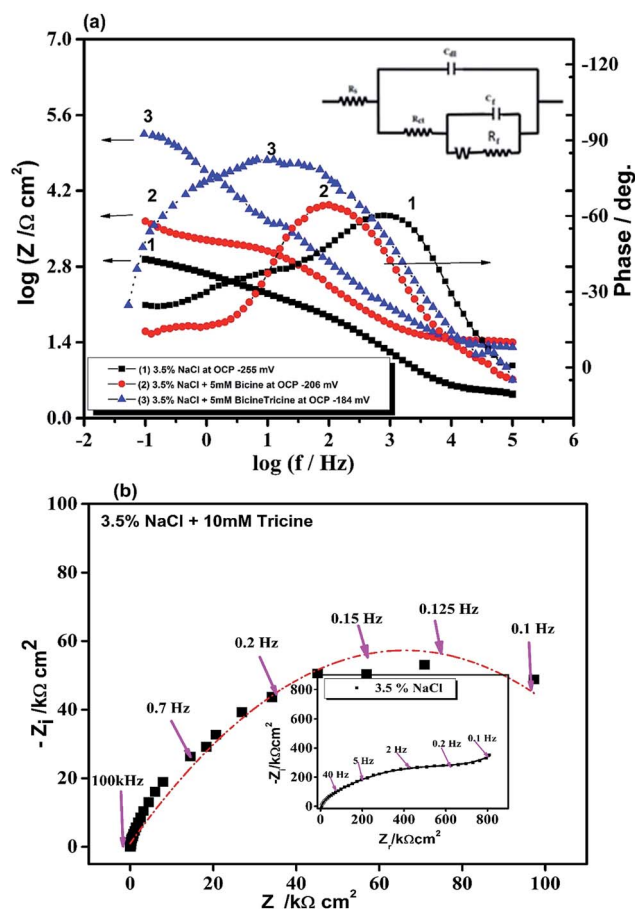 (a)
7.0
5.6
4.2
2.8
1.4
0.0
log (Z /Ω cm²)
-120
-90
-60
-30
0
Phase / deg.
Cdl
Rs
Rct
Cf
W
Rf
3
3
2
2
1
1
(1) 3.5% NaCl at OCP -255 mV
(2) 3.5% NaCl + 5mM Bicine at OCP -206 mV
(3) 3.5% NaCl + 5mM BicineTricine at OCP -184 mV
-2 -1 0 1 2 3 4 5 6
log (f / Hz)
(b)
3.5% NaCl + 10mM Tricine
100
80
60
40
20
0
- Zi /kΩ cm²
0.15 Hz
0.125 Hz
0.2 Hz
0.1 Hz
0.7 Hz
100kHz
3.5 % NaCl
800
600
400
200
0
-Zi/kΩcm²
40 Hz
5 Hz
2 Hz
0.2 Hz
0.1 Hz
0 200 400 600 800
Zr/kΩcm²
0 20 40 60 80 100
Z /kΩ cm²